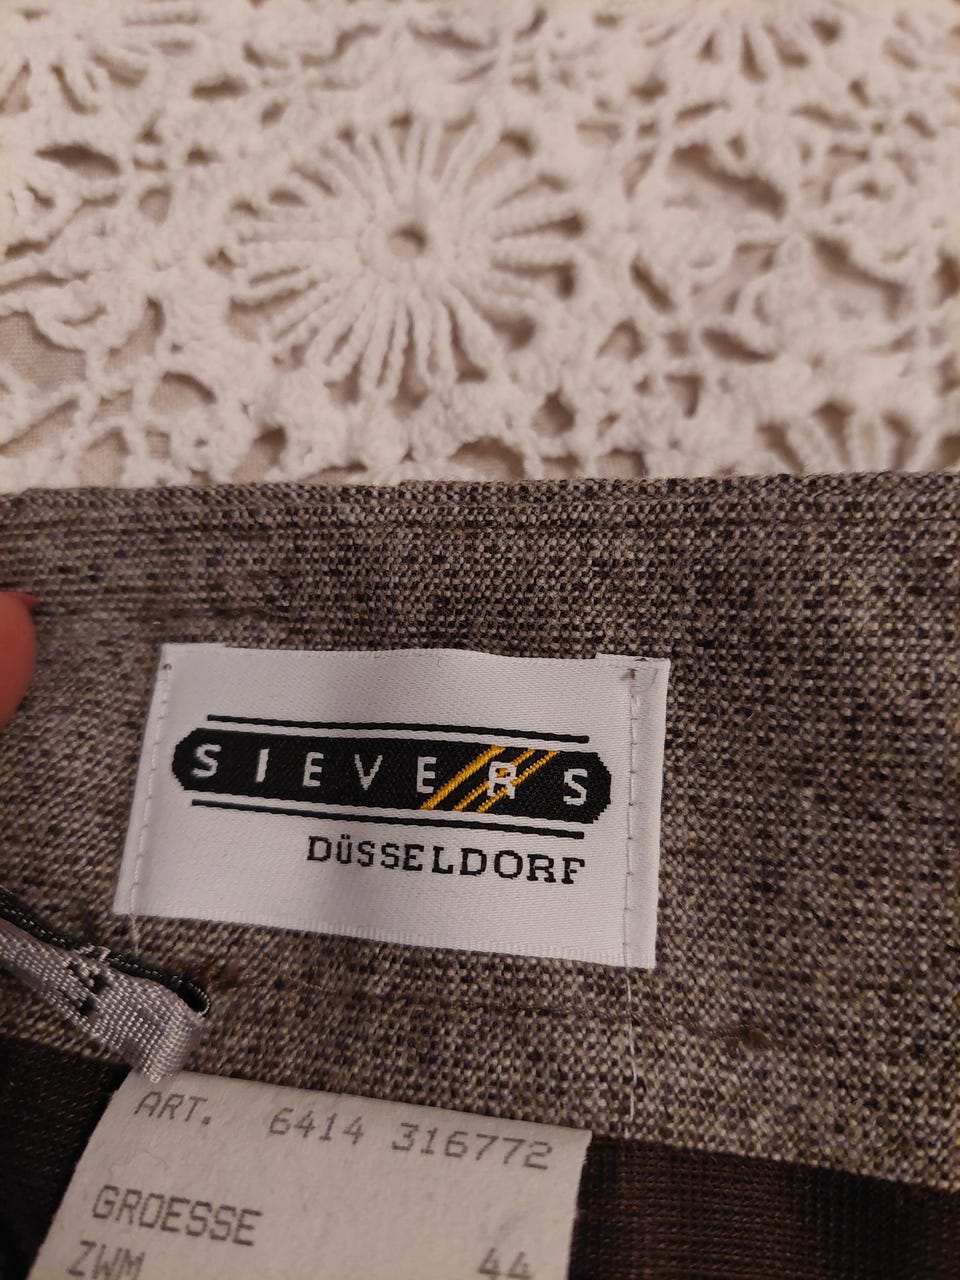 SIEVERS
DÜSSELDORF
ART. 6414 316772
GROESSE
ZWM 44